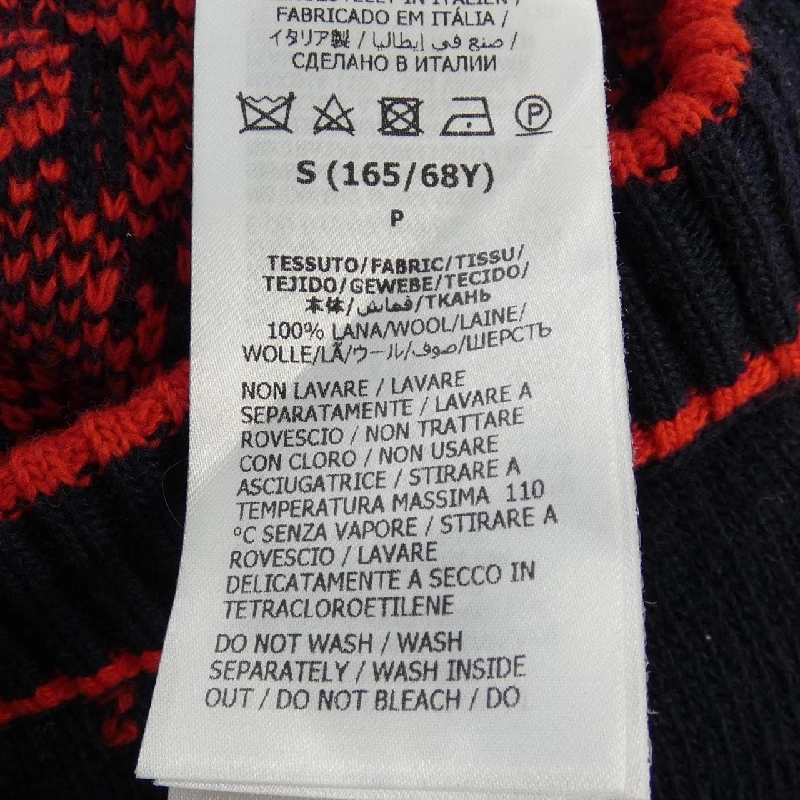 IN ITALIEN /
FABRICADO EM ITÁLIA /
イタリア製 / صنع في إيطاليا /
СДЕЛАНО В ИТАЛИИ
P
S (165/68Y)
P
TESSUTO/FABRIC/TISSU/
TEJIDO/GEWEBE/TECIDO/
本体/قماش/ТКАНЬ
100% LANA/WOOL/LAINE/
WOLLE/LÃ/ウール/صوف/ШЕРСТЬ
NON LAVARE / LAVARE
SEPARATAMENTE / LAVARE A
ROVESCIO / NON TRATTARE
CON CLORO / NON USARE
ASCIUGATRICE / STIRARE A
TEMPERATURA MASSIMA 110
°C SENZA VAPORE / STIRARE A
ROVESCIO / LAVARE
DELICATAMENTE A SECCO IN
TETRACLOROETILENE
DO NOT WASH / WASH
SEPARATELY / WASH INSIDE
OUT / DO NOT BLEACH / DO